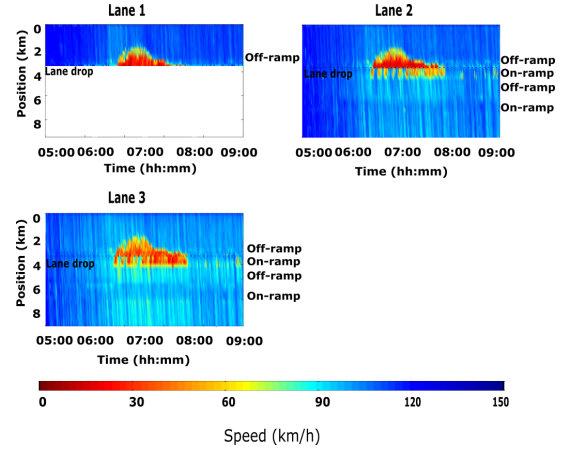 Lane 1
Lane 2
Position (km)
0
2
4
6
8
Lane drop
Off-ramp
05:00 06:00 07:00 08:00 09:00
Time (hh:mm)
Lane drop
Off-ramp
On-ramp
Off-ramp
On-ramp
05:00 06:00 07:00 08:00 09:00
Time (hh:mm)
Lane 3
Position (km)
0
2
4
6
8
Lane drop
Off-ramp
On-ramp
Off-ramp
On-ramp
05:00 06:00 07:00 08:00 09:00
Time (hh:mm)
0 30 60 90 120 150
Speed (km/h)